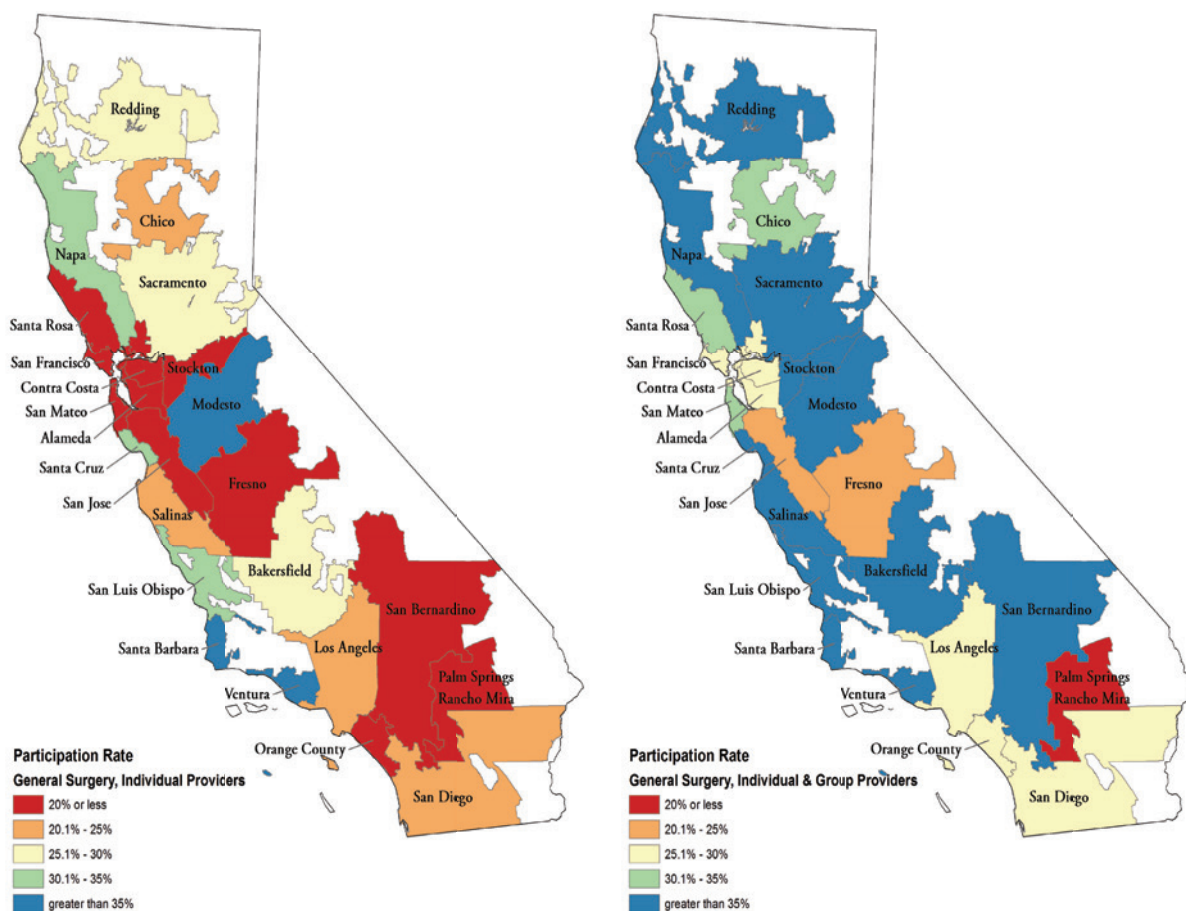 Redding
Chico
Napa
Sacramento
Santa Rosa
San Francisco
Stockton
Contra Costa
San Mateo
Modesto
Alameda
Santa Cruz
San Jose
Fresno
Salinas
San Luis Obispo
Bakersfield
San Bernardino
Santa Barbara
Los Angeles
Palm Springs
Rancho Mira
Ventura
Orange County
San Diego
Participation Rate
General Surgery, Individual Providers
20% or less
20.1% - 25%
25.1% - 30%
30.1% - 35%
greater than 35%
Redding
Chico
Napa
Sacramento
Santa Rosa
San Francisco
Stockton
Contra Costa
San Mateo
Modesto
Alameda
Santa Cruz
Fresno
San Jose
Salinas
San Luis Obispo
Bakersfield
San Bernardino
Santa Barbara
Los Angeles
Palm Springs
Rancho Mira
Ventura
Orange County
San Diego
Participation Rate
General Surgery, Individual & Group Providers
20% or less
20.1% - 25%
25.1% - 30%
30.1% - 35%
greater than 35%